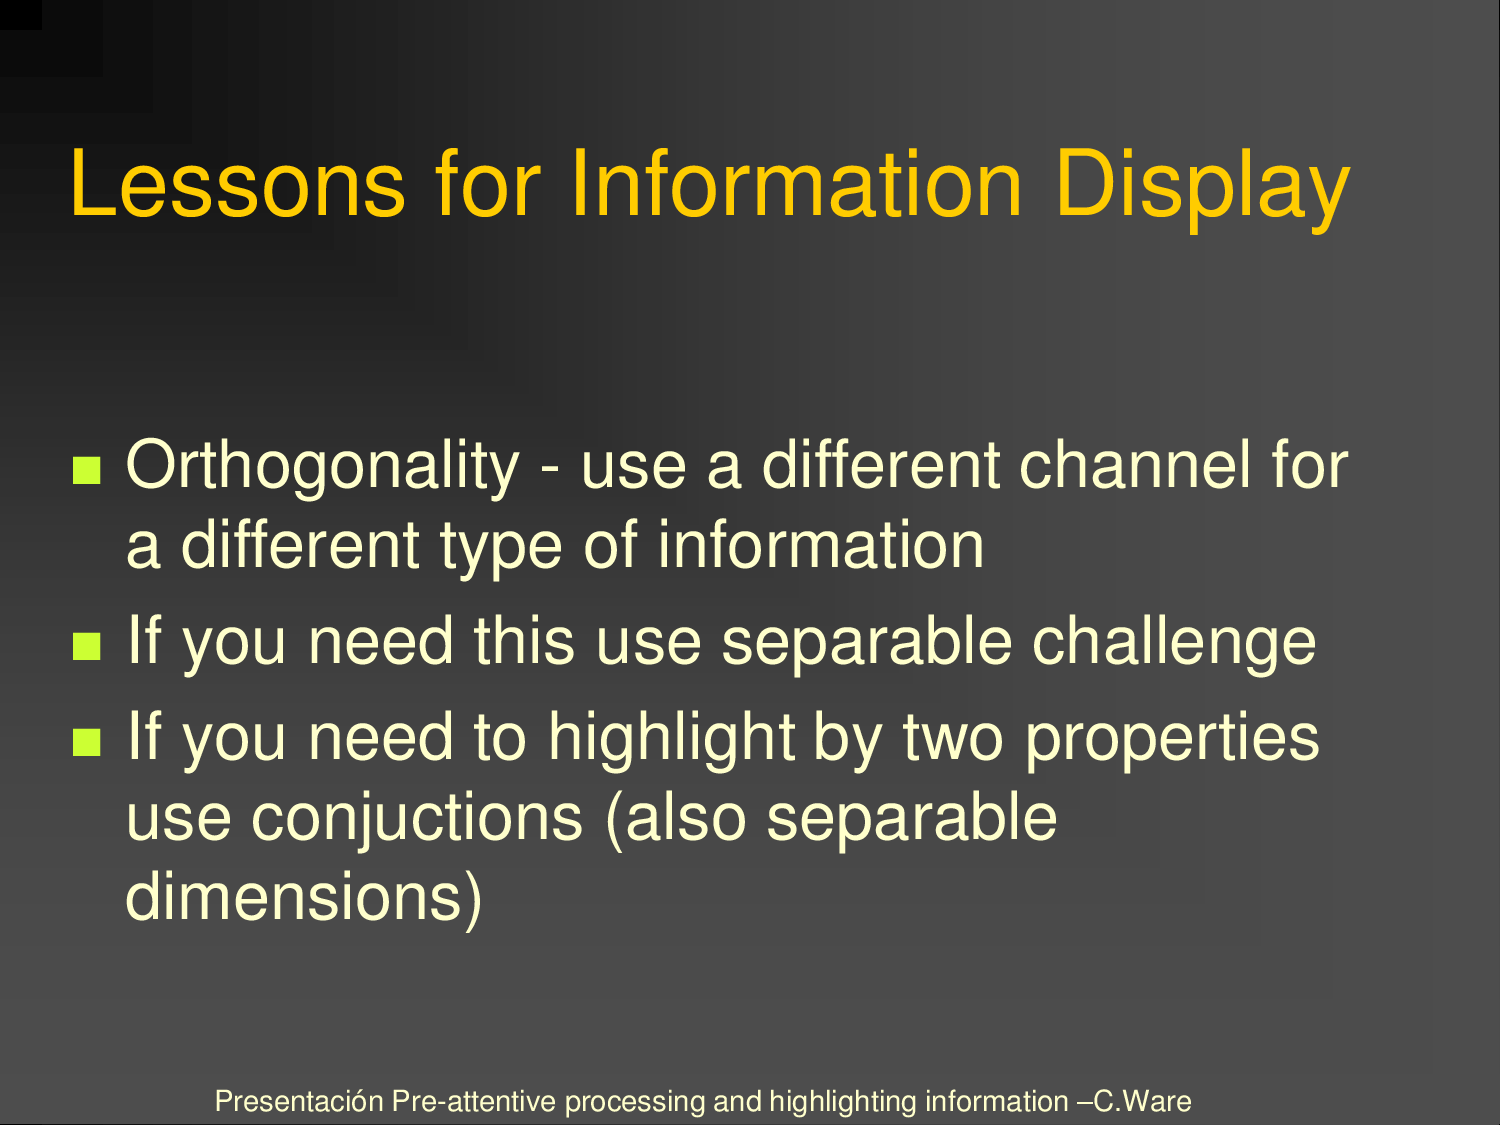 Lessons for Information Display
Orthogonality - use a different channel for
a different type of information
If you need this use separable challenge
If you need to highlight by two properties
use conjuctions (also separable
dimensions)
Presentación Pre-attentive processing and highlighting information –C.Ware